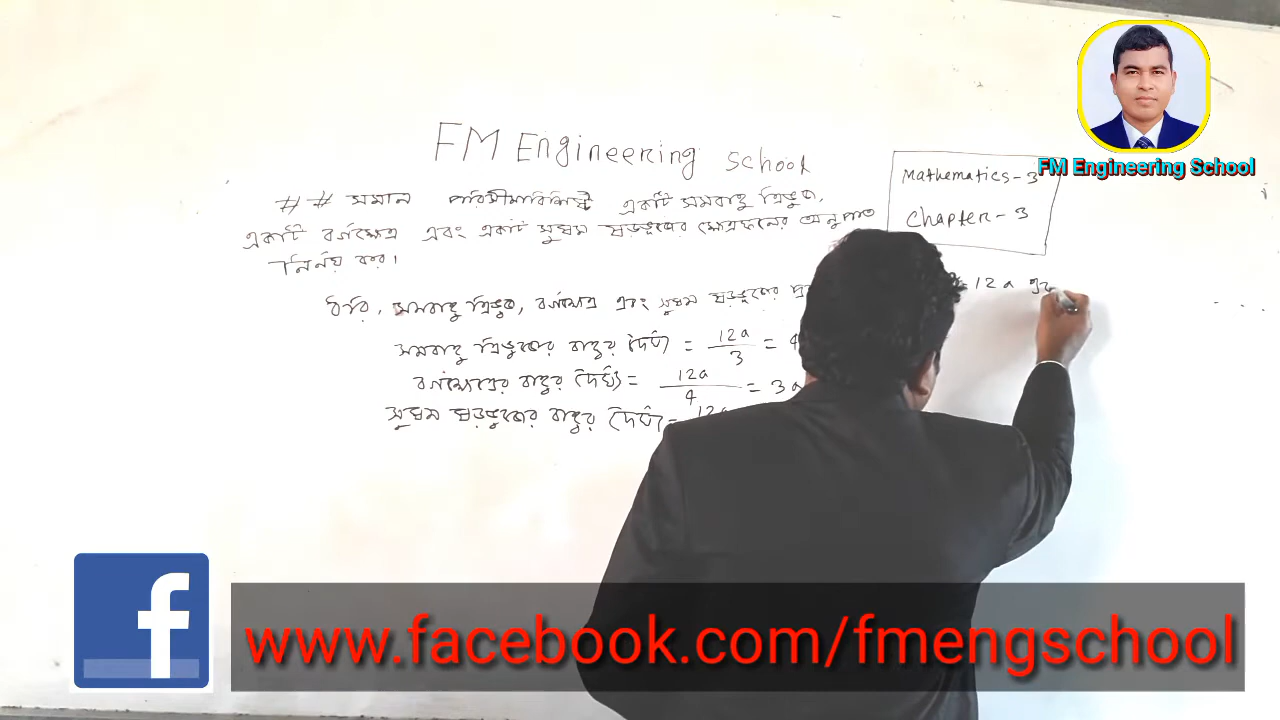 FM Engineering School
Mathematics-3
Chapter-3
FM Engineering School
## সমান পরিসীমাবিশিষ্ট একটি সমবাহু ত্রিভুজ,
একটি বর্গক্ষেত্র এবং একটি সুষম ষড়ভুজের ক্ষেত্রফলের অনুপাত
নির্ণয় কর।
ধরি, সমবাহু ত্রিভুজ, বর্গক্ষেত্র এবং সুষম ষড়ভুজের = 12a
সমবাহু ত্রিভুজের বাহুর দৈর্ঘ্য = 12a/3 = 4
বর্গক্ষেত্রের বাহুর দৈর্ঘ্য = 12a/4 = 3a
সুষম ষড়ভুজের বাহুর দৈর্ঘ্য = 12a
f
www.facebook.com/fmengschool